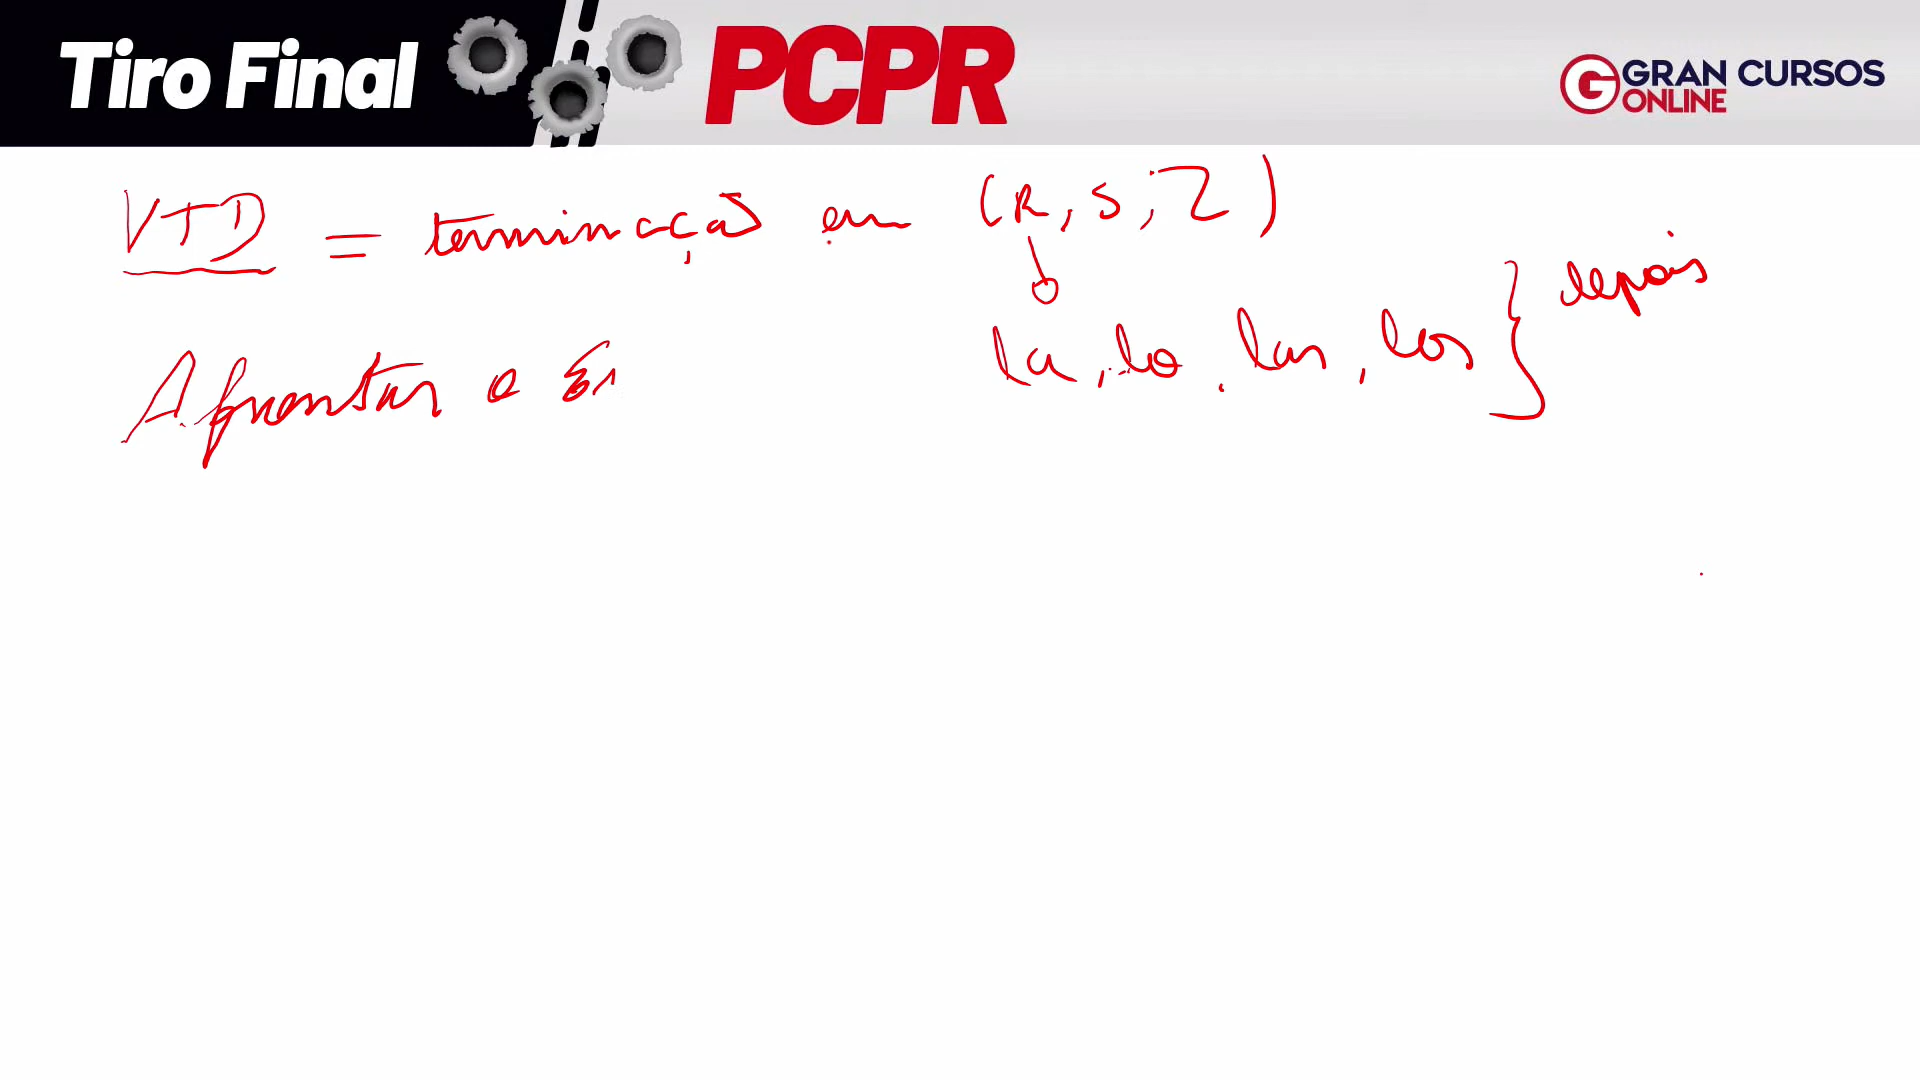 Tiro Final PCPR GRAN CURSOS ONLINE
VTD = terminação em (R, S, Z)
la, lo, las, los } depois
Afrontar o